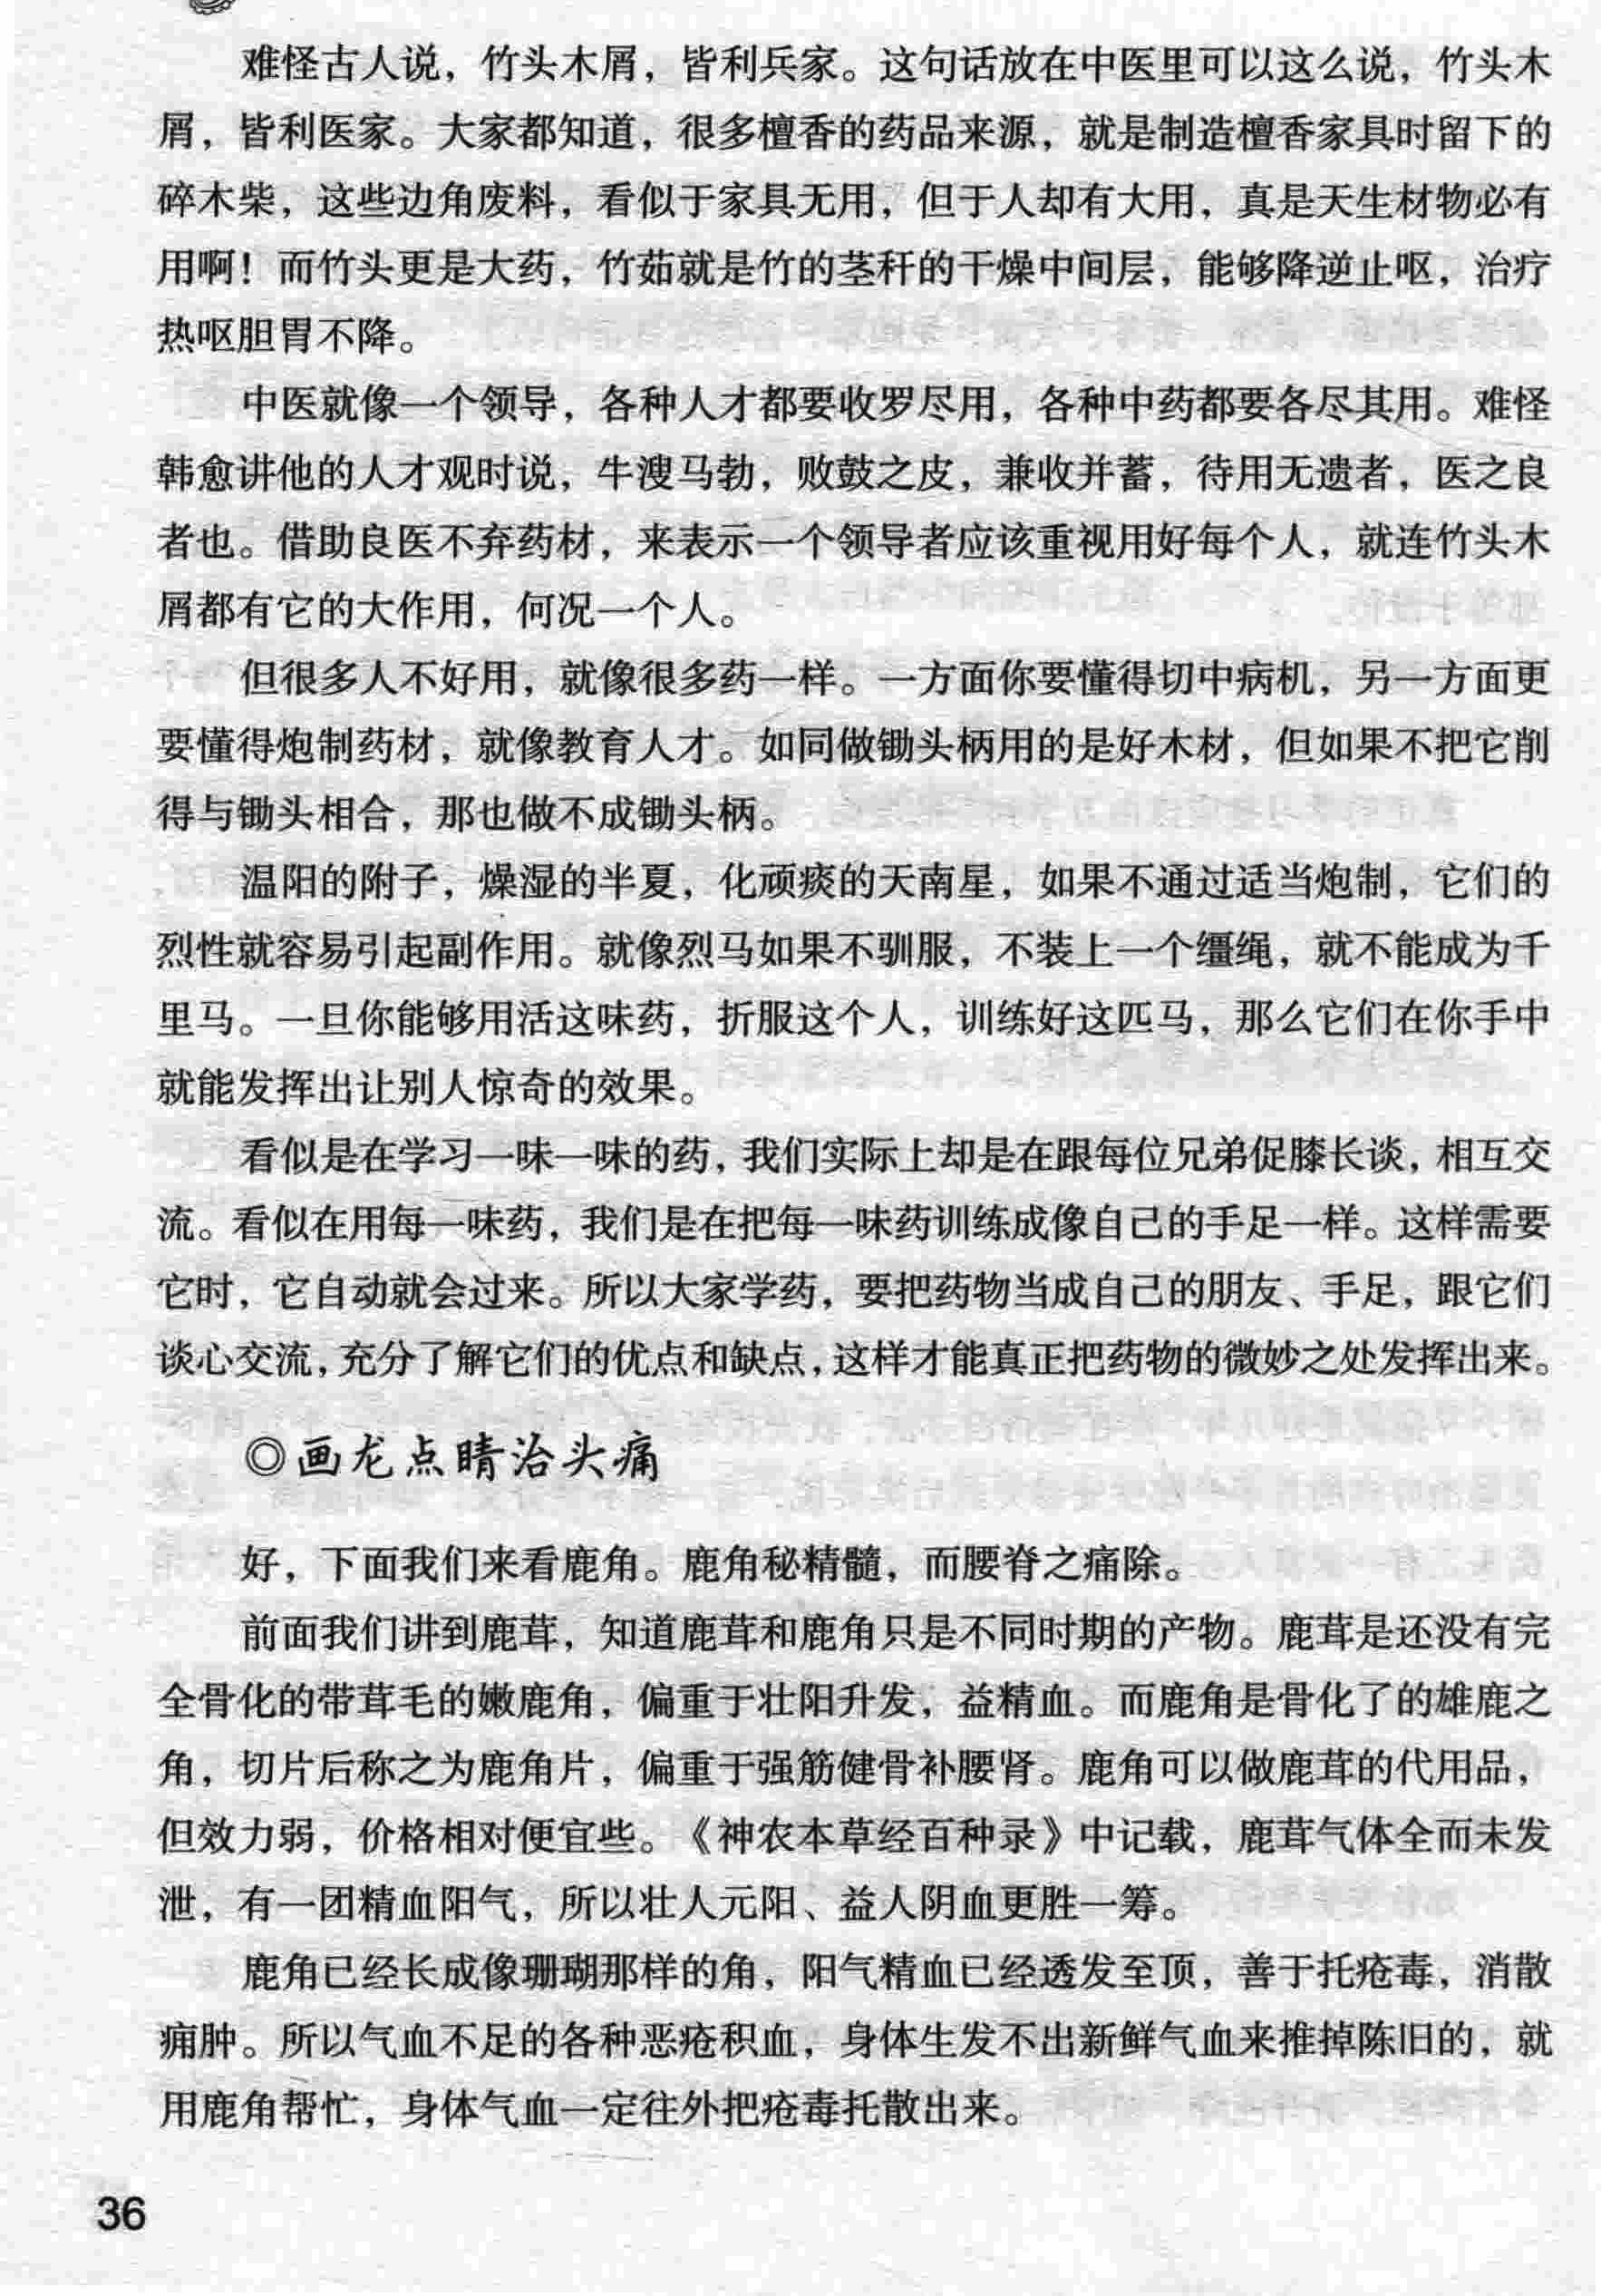 难怪古人说，竹头木屑，皆利兵家。这句话放在中医里可以这么说，竹头木
屑，皆利医家。大家都知道，很多檀香的药品来源，就是制造檀香家具时留下的
碎木柴，这些边角废料，看似于家具无用，但于人却有大用，真是天生材物必有
用啊！而竹头更是大药，竹茹就是竹的茎秆的干燥中间层，能够降逆止呕，治疗
热呕胆胃不降。
中医就像一个领导，各种人才都要收罗尽用，各种中药都要各尽其用。难怪
韩愈讲他的人才观时说，牛溲马勃，败鼓之皮，兼收并蓄，待用无遗者，医之良
者也。借助良医不弃药材，来表示一个领导者应该重视用好每个人，就连竹头木
屑都有它的大作用，何况一个人。
但很多人不好用，就像很多药一样。一方面你要懂得切中病机，另一方面更
要懂得炮制药材，就像教育人才。如同做锄头柄用的是好木材，但如果不把它削
得与锄头相合，那也做不成锄头柄。
温阳的附子，燥湿的半夏，化顽痰的天南星，如果不通过适当炮制，它们的
烈性就容易引起副作用。就像烈马如果不驯服，不装上一个缰绳，就不能成为千
里马。一旦你能够用活这味药，折服这个人，训练好这匹马，那么它们在你手中
就能发挥出让别人惊奇的效果。
看似是在学习一味一味的药，我们实际上却是在跟每位兄弟促膝长谈，相互交
流。看似在用每一味药，我们是在把每一味药训练成像自己的手足一样。这样需要
它时，它自动就会过来。所以大家学药，要把药物当成自己的朋友、手足，跟它们
谈心交流，充分了解它们的优点和缺点，这样才能真正把药物的微妙之处发挥出来。
◎画龙点睛治头痛
好，下面我们来看鹿角。鹿角秘精髓，而腰脊之痛除。
前面我们讲到鹿茸，知道鹿茸和鹿角只是不同时期的产物。鹿茸是还没有完
全骨化的带茸毛的嫩鹿角，偏重于壮阳升发，益精血。而鹿角是骨化了的雄鹿之
角，切片后称之为鹿角片，偏重于强筋健骨补腰肾。鹿角可以做鹿茸的代用品，
但效力弱，价格相对便宜些。《神农本草经百种录》中记载，鹿茸气体全而未发
泄，有一团精血阳气，所以壮人元阳、益人阴血更胜一筹。
鹿角已经长成像珊瑚那样的角，阳气精血已经透发至顶，善于托疮毒，消散
痈肿。所以气血不足的各种恶疮积血，身体生发不出新鲜气血来推掉陈旧的，就
用鹿角帮忙，身体气血一定往外把疮毒托散出来。
36